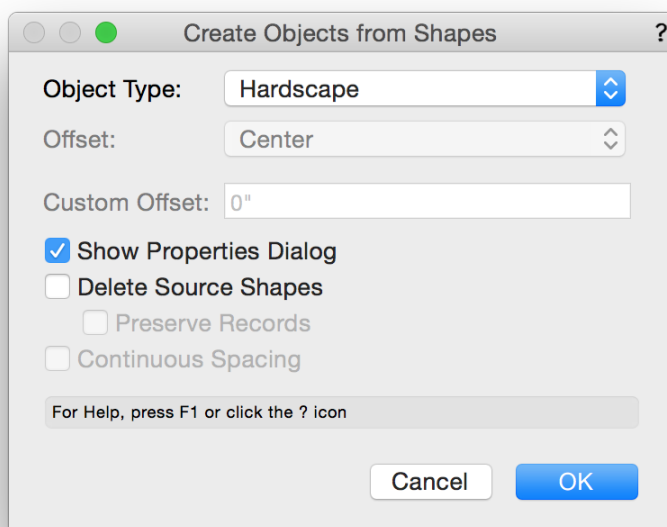 Create Objects from Shapes ?
Object Type: Hardscape
Offset: Center
Custom Offset: 0"
Show Properties Dialog
Delete Source Shapes
Preserve Records
Continuous Spacing
For Help, press F1 or click the ? icon
Cancel OK